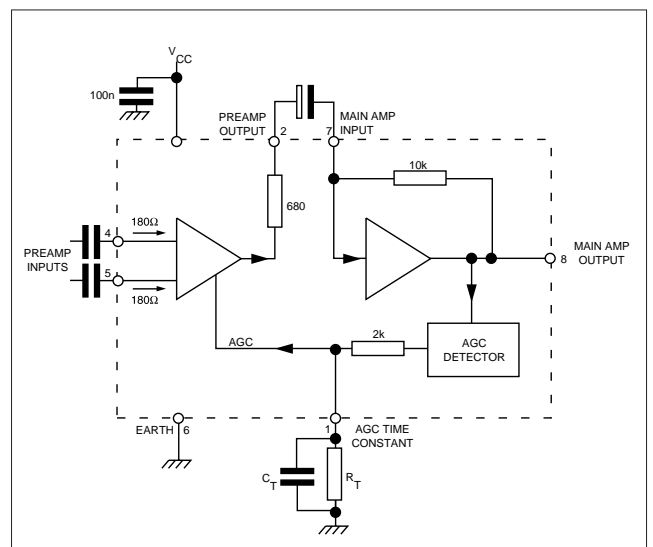 V CC
100n
PREAMP
OUTPUT
2
MAIN AMP
INPUT
7
10k
680
4
180Ω
PREAMP
INPUTS
5
180Ω
MAIN AMP
OUTPUT
8
AGC
2k
AGC
DETECTOR
EARTH
6
1
AGC TIME
CONSTANT
C T
R T